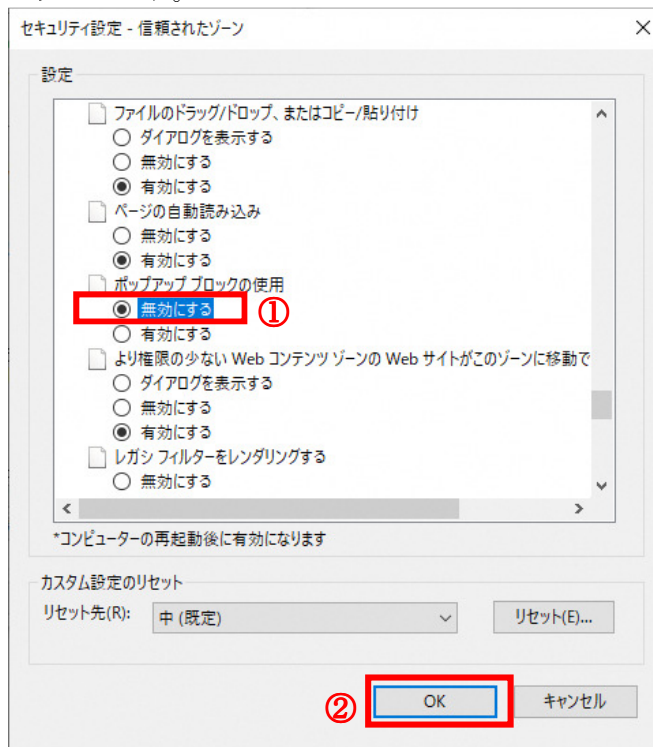 セキュリティ設定 - 信頼されたゾーン
設定
ファイルのドラッグ/ドロップ、またはコピー/貼り付け
ダイアログを表示する
無効にする
有効にする
ページの自動読み込み
無効にする
有効にする
ポップアップ ブロックの使用
無効にする ①
有効にする
より権限の少ない Web コンテンツ ゾーンの Web サイトがこのゾーンに移動で
ダイアログを表示する
無効にする
有効にする
レガシ フィルターをレンダリングする
無効にする
*コンピューターの再起動後に有効になります
カスタム設定のリセット
リセット先(R): 中 (既定) リセット(E)...
② OK キャンセル